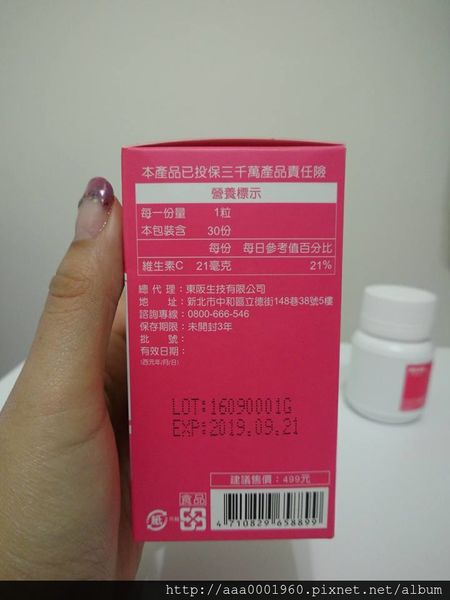 本產品已投保三千萬產品責任險
營養標示
每一份量 1粒
本包裝含 30份
每份 每日參考值百分比
維生素C 21毫克 21%
總代理：東阪生技有限公司
地 址：新北市中和區立德街148巷38號5樓
諮詢專線：0800-666-546
保存期限：未開封3年
批 號：
有效日期：
(西元年/月/日)
LOT:16090001G
EXP:2019.09.21
建議售價：499元
食品
紙
4 710829 658899
http://aaa0001960.pixnet.net/album